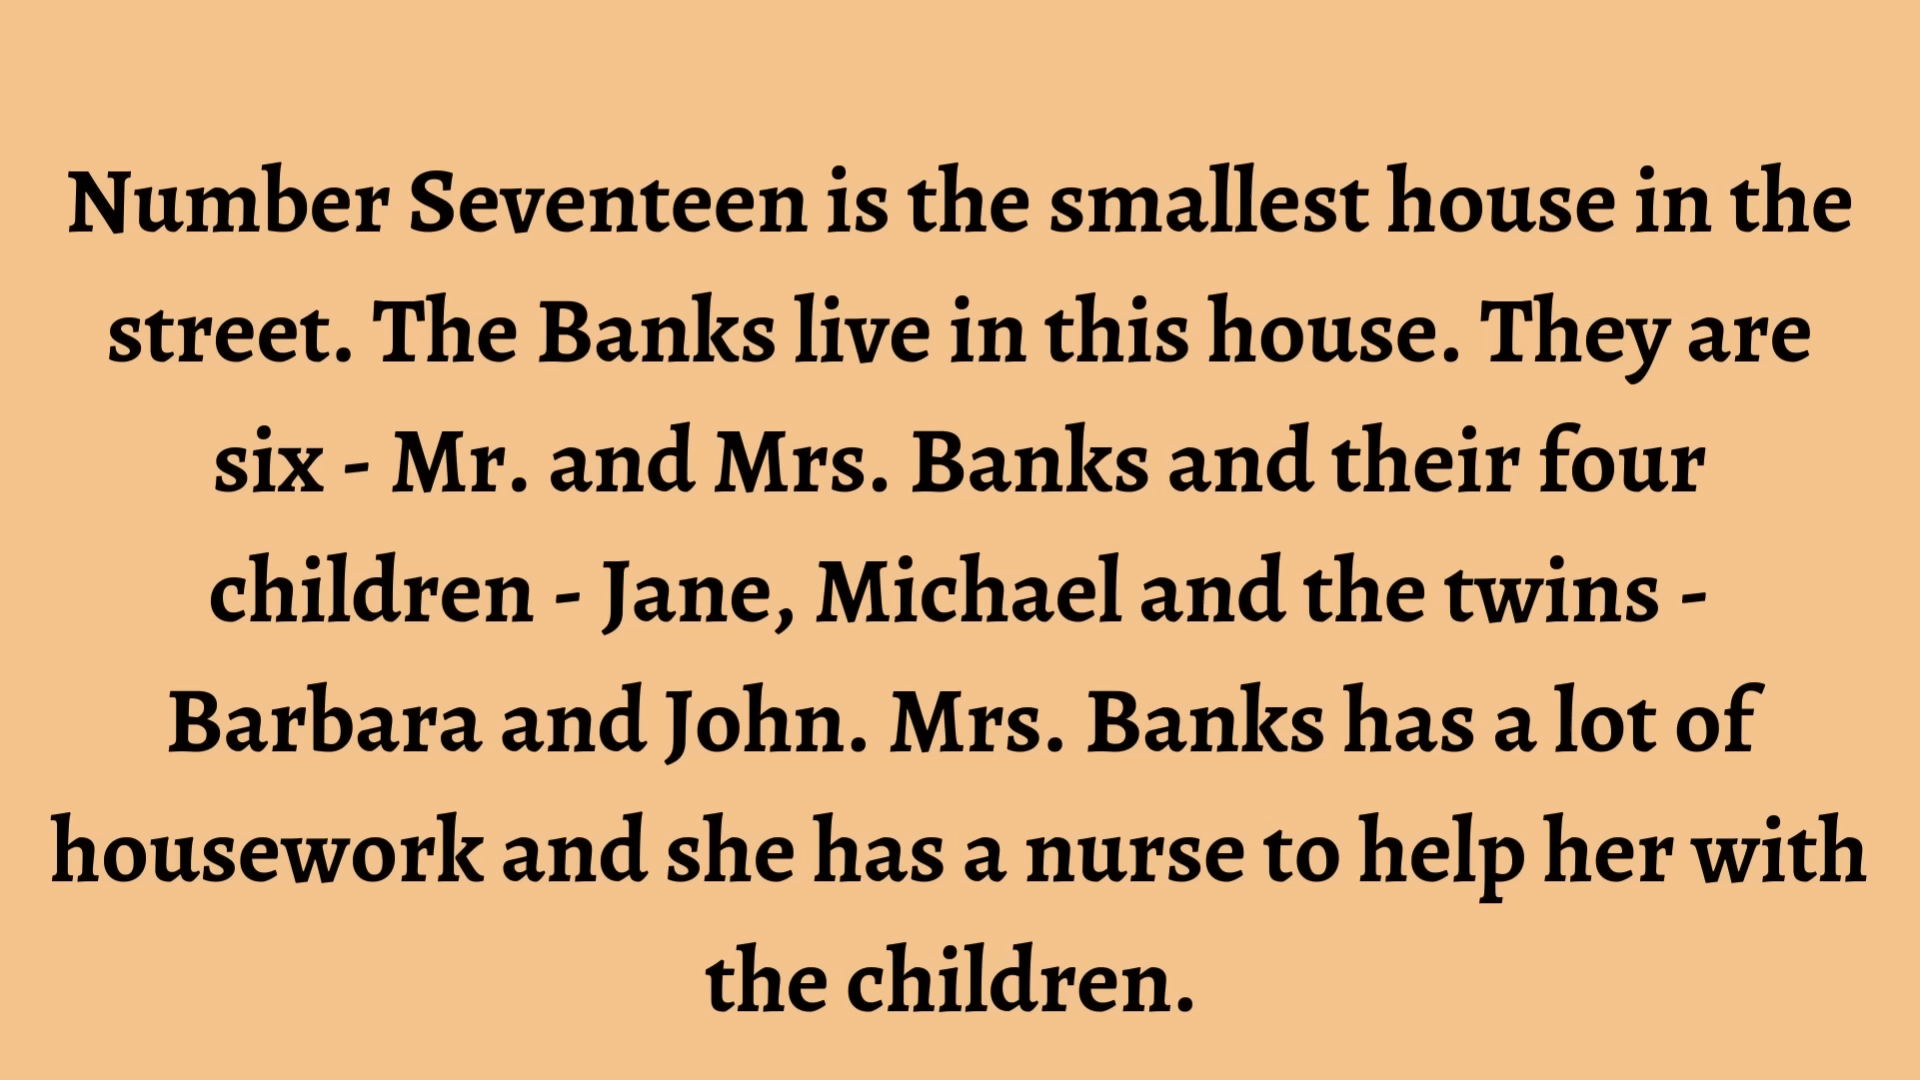 Number Seventeen is the smallest house in the
street. The Banks live in this house. They are
six - Mr. and Mrs. Banks and their four
children - Jane, Michael and the twins -
Barbara and John. Mrs. Banks has a lot of
housework and she has a nurse to help her with
the children.